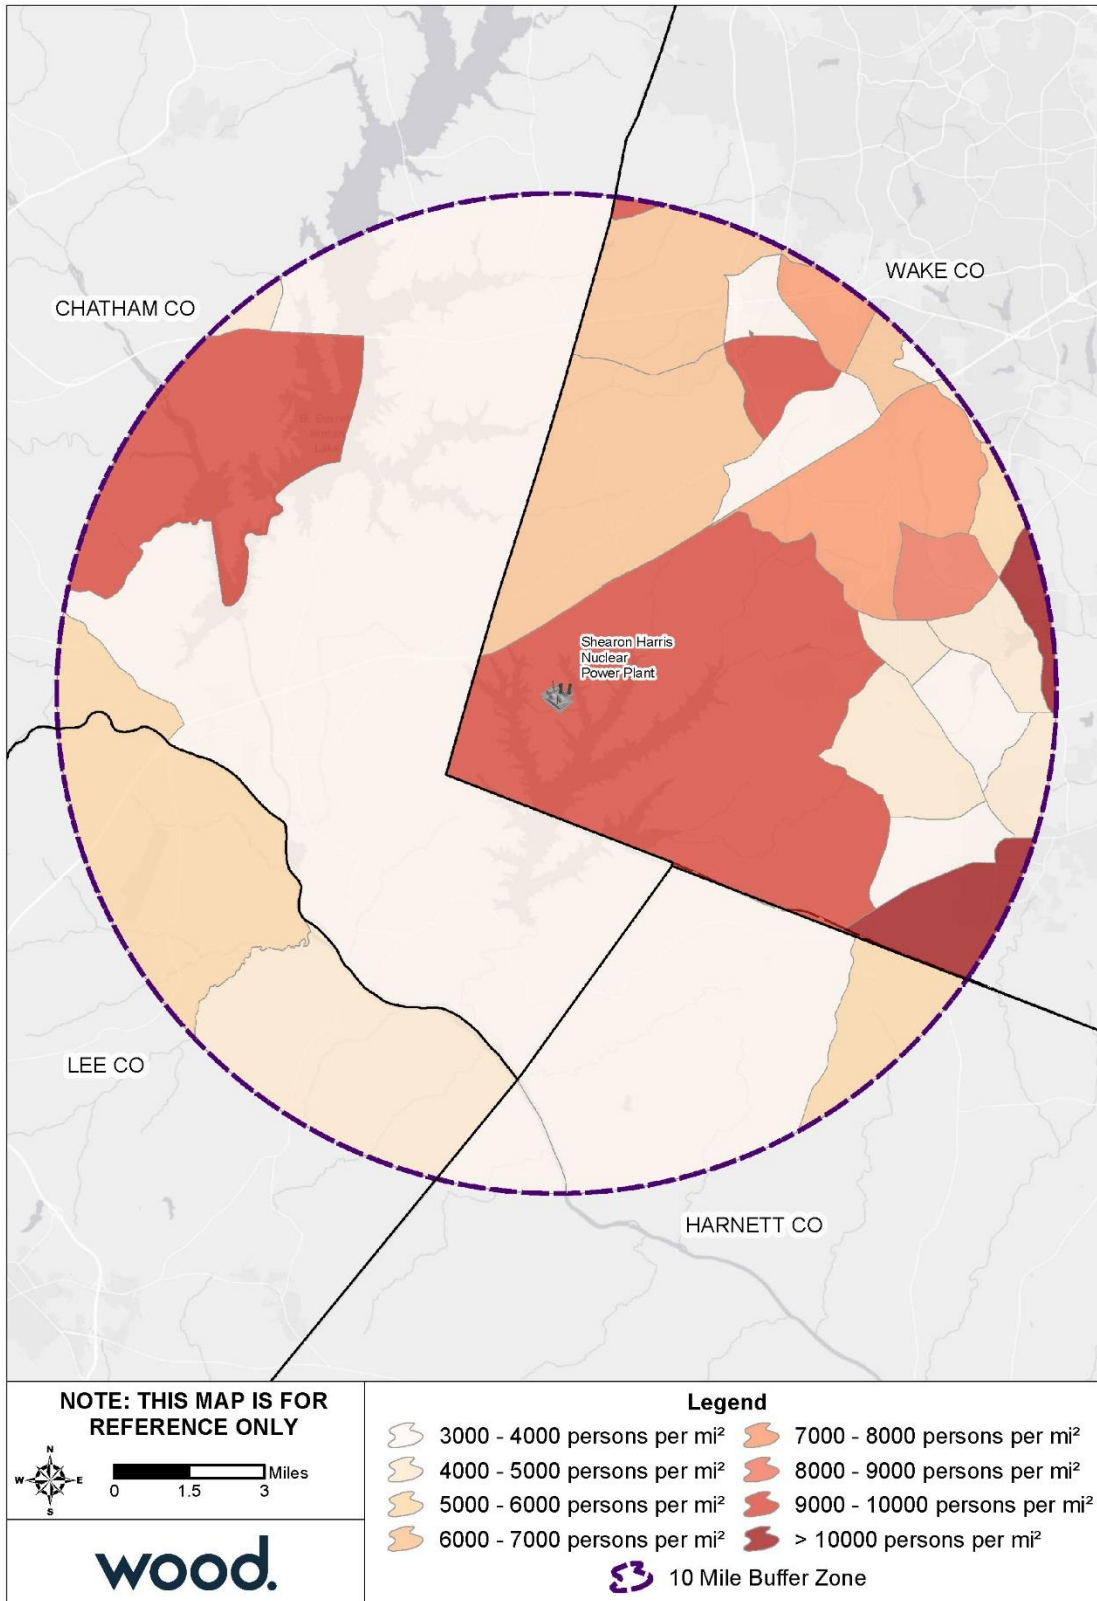 WAKE CO
CHATHAM CO
B. Everett
Jordan
Lake
Shearon Harris
Nuclear
Power Plant
LEE CO
HARNETT CO
NOTE: THIS MAP IS FOR
REFERENCE ONLY
N
W E
S
Miles
0 1.5 3
wood.
Legend
3000 - 4000 persons per mi²
4000 - 5000 persons per mi²
5000 - 6000 persons per mi²
6000 - 7000 persons per mi²
7000 - 8000 persons per mi²
8000 - 9000 persons per mi²
9000 - 10000 persons per mi²
> 10000 persons per mi²
10 Mile Buffer Zone